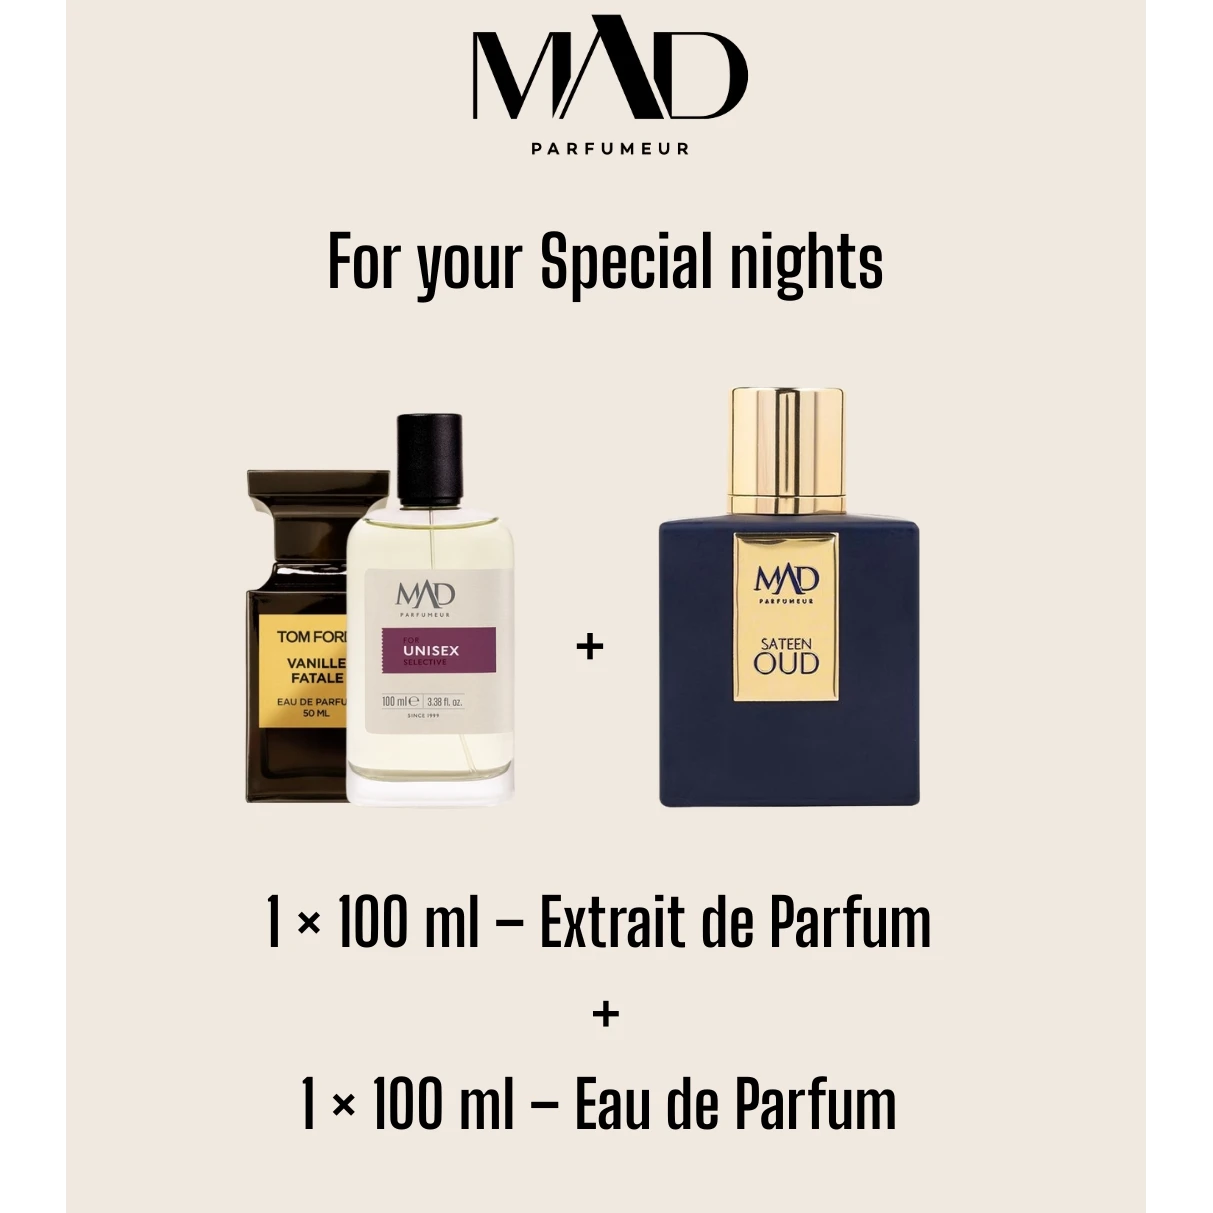 MAD
PARFUMEUR
For your Special nights
TOM FORD
VANILLE
FATALE
EAU DE PARFU
50 ML
MAD
PARFUMEUR
FOR
UNISEX
SELECTIVE
100 ml e 3.38 fl. oz.
SINCE 1999
+
MAD
PARFUMEUR
SATEEN
OUD
1 × 100 ml – Extrait de Parfum
+
1 × 100 ml – Eau de Parfum